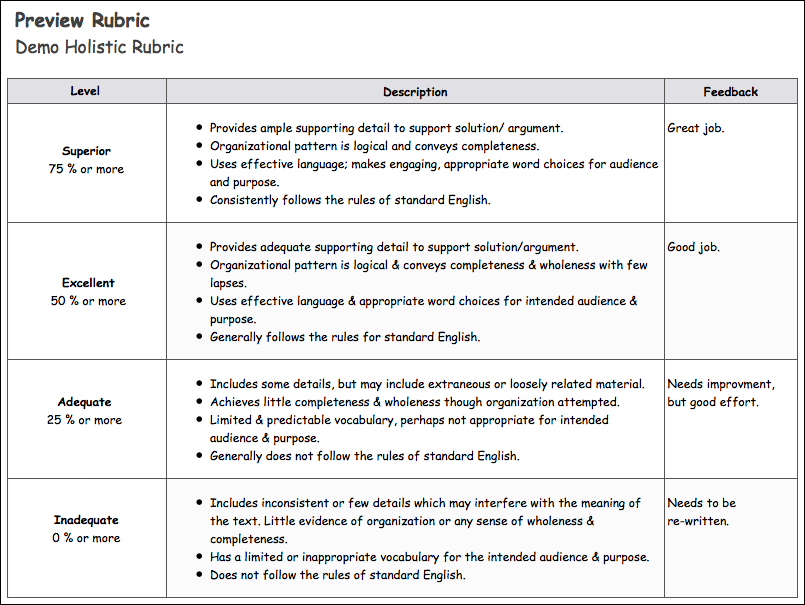 Preview Rubric
Demo Holistic Rubric
Level
Description
Feedback
Superior
75 % or more
• Provides ample supporting detail to support solution/ argument.
• Organizational pattern is logical and conveys completeness.
• Uses effective language; makes engaging, appropriate word choices for audience
and purpose.
• Consistently follows the rules of standard English.
Great job.
Excellent
50 % or more
• Provides adequate supporting detail to support solution/argument.
• Organizational pattern is logical & conveys completeness & wholeness with few
lapses.
• Uses effective language & appropriate word choices for intended audience &
purpose.
• Generally follows the rules for standard English.
Good job.
Adequate
25 % or more
• Includes some details, but may include extraneous or loosely related material.
• Achieves little completeness & wholeness though organization attempted.
• Limited & predictable vocabulary, perhaps not appropriate for intended
audience & purpose.
• Generally does not follow the rules of standard English.
Needs improvment,
but good effort.
Inadequate
0 % or more
• Includes inconsistent or few details which may interfere with the meaning of
the text. Little evidence of organization or any sense of wholeness &
completeness.
• Has a limited or inappropriate vocabulary for the intended audience & purpose.
• Does not follow the rules of standard English.
Needs to be
re-written.